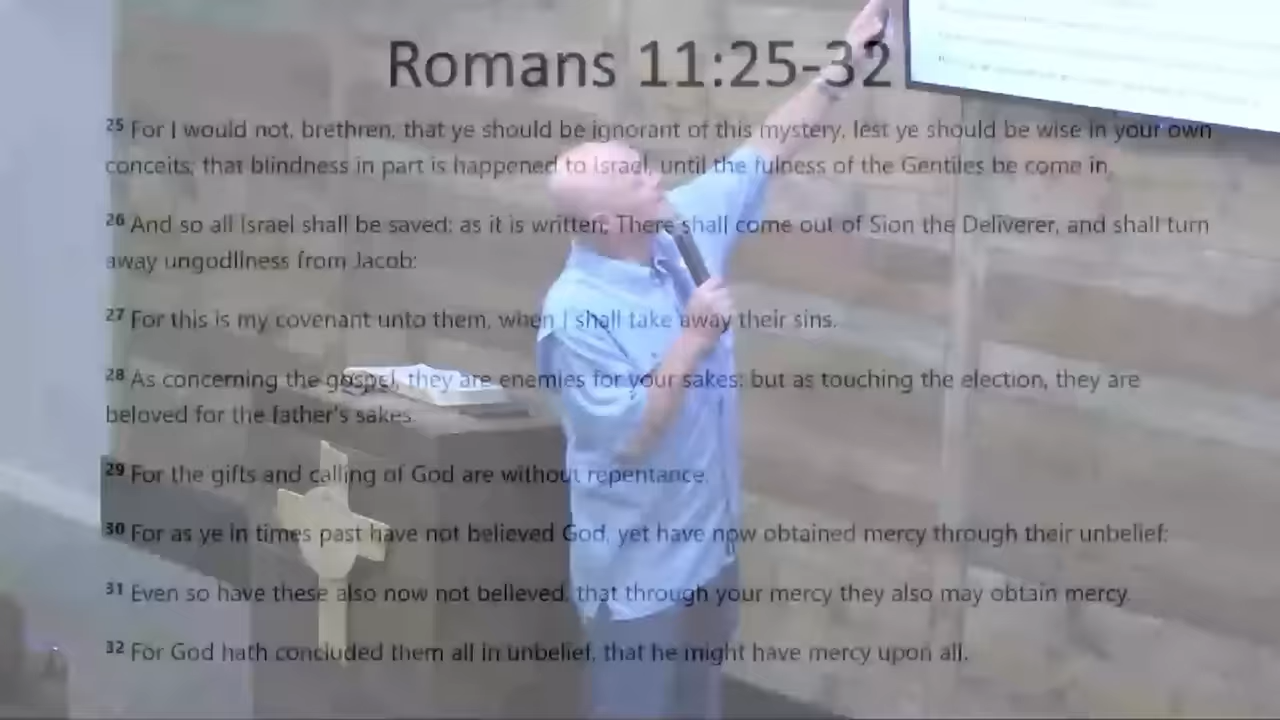 Romans 11:25-32
25 For I would not, brethren, that ye should be ignorant of this mystery, lest ye should be wise in your own
conceits; that blindness in part is happened to Israel, until the fulness of the Gentiles be come in.
26 And so all Israel shall be saved: as it is written, There shall come out of Sion the Deliverer, and shall turn
away ungodliness from Jacob:
27 For this is my covenant unto them, when I shall take away their sins.
28 As concerning the gospel, they are enemies for your sakes: but as touching the election, they are
beloved for the father's sakes.
29 For the gifts and calling of God are without repentance.
30 For as ye in times past have not believed God, yet have now obtained mercy through their unbelief:
31 Even so have these also now not believed, that through your mercy they also may obtain mercy.
32 For God hath concluded them all in unbelief, that he might have mercy upon all.